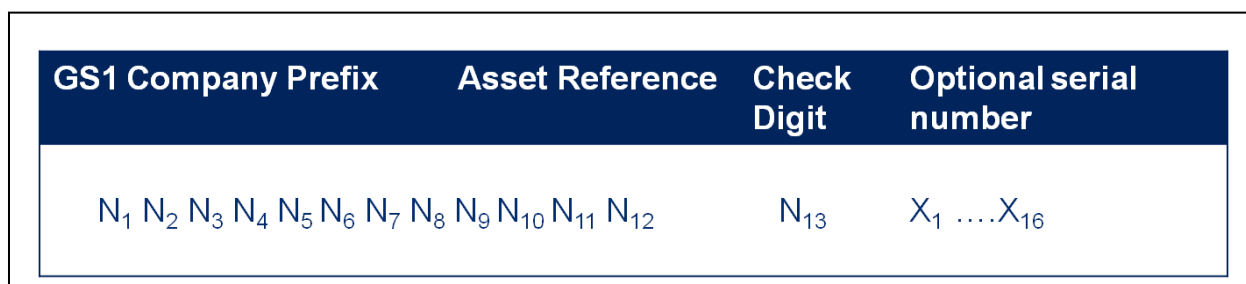 GS1 Company Prefix Asset Reference Check Digit Optional serial number
N₁ N₂ N₃ N₄ N₅ N₆ N₇ N₈ N₉ N₁₀ N₁₁ N₁₂ N₁₃ X₁ ....X₁₆